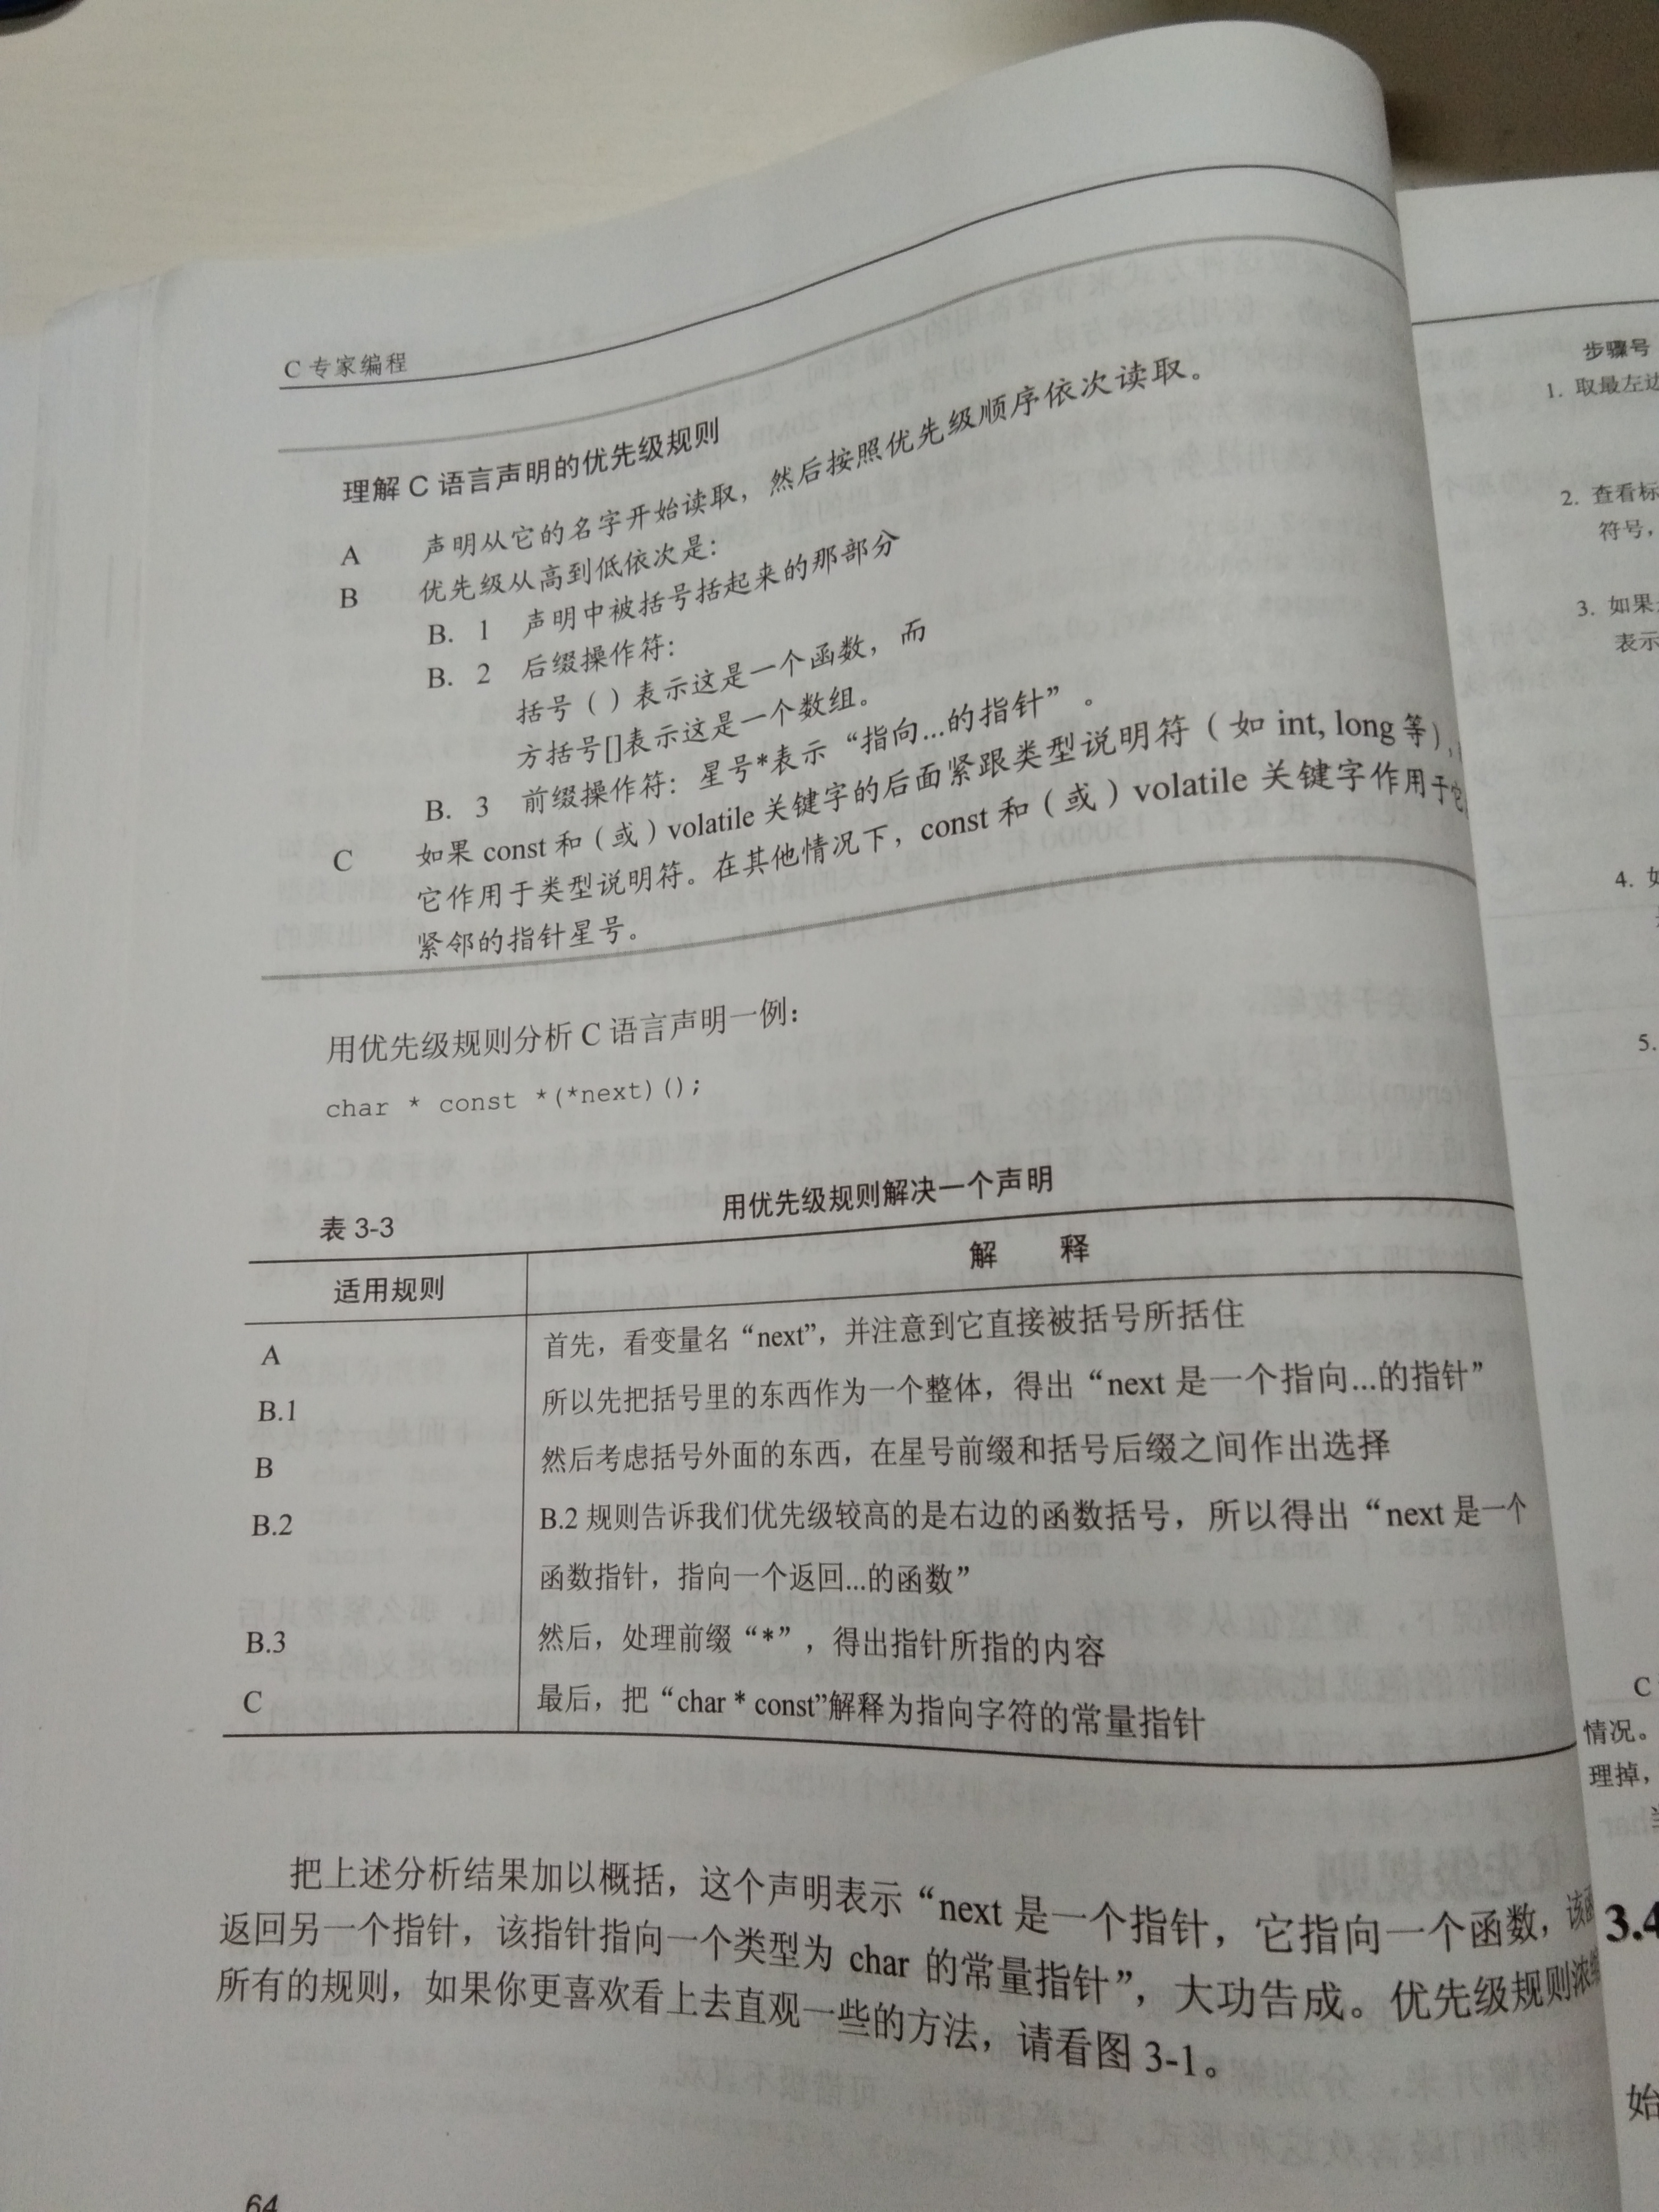 C 专家编程
理解 C 语言声明的优先级规则
A 声明从它的名字开始读取，然后按照优先级顺序依次读取。
B 优先级从高到低依次是：
B. 1 声明中被括号括起来的那部分
B. 2 后缀操作符：
括号（）表示这是一个函数，而
方括号[]表示这是一个数组。
B. 3 前缀操作符：星号*表示“指向...的指针”。
C 如果 const 和（或）volatile 关键字的后面紧跟类型说明符（如 int, long 等），
它作用于类型说明符。在其他情况下，const 和（或）volatile 关键字作用于它
紧邻的指针星号。
用优先级规则分析 C 语言声明一例：
char * const *(*next)();
表 3-3 用优先级规则解决一个声明
适用规则 解 释
A 首先，看变量名“next”，并注意到它直接被括号所括住
B.1 所以先把括号里的东西作为一个整体，得出“next 是一个指向...的指针”
B 然后考虑括号外面的东西，在星号前缀和括号后缀之间作出选择
B.2 B.2 规则告诉我们优先级较高的是右边的函数括号，所以得出“next 是一个
函数指针，指向一个返回...的函数”
B.3 然后，处理前缀“*”，得出指针所指的内容
C 最后，把“char * const”解释为指向字符的常量指针
把上述分析结果加以概括，这个声明表示“next 是一个指针，它指向一个函数，该函
返回另一个指针，该指针指向一个类型为 char 的常量指针”，大功告成。优先级规则浓缩
所有的规则，如果你更喜欢看上去直观一些的方法，请看图 3-1。
64
步骤号
1. 取最左边
2. 查看标
符号，
3. 如果
表示
4. 如
5.
C
情况。
理掉，
3.4
始